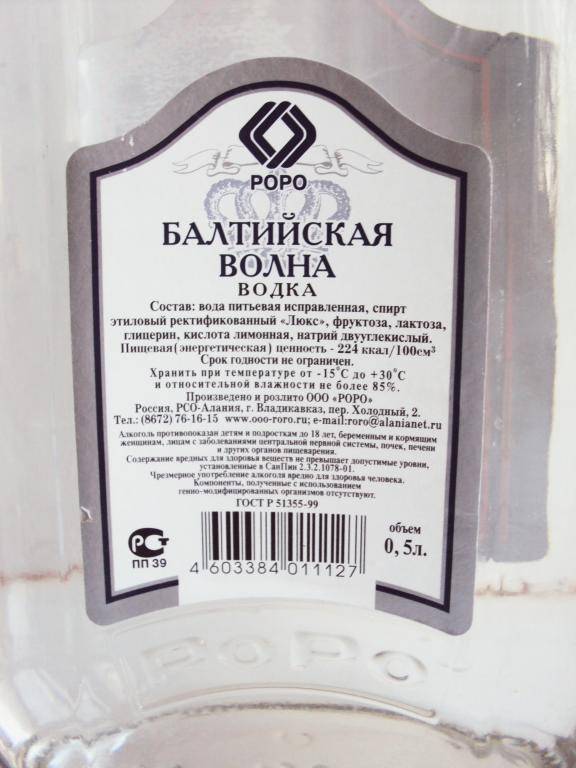 РОРО
БАЛТИЙСКАЯ
ВОЛНА
ВОДКА
Состав: вода питьевая исправленная, спирт
этиловый ректификованный «Люкс», фруктоза, лактоза,
глицерин, кислота лимонная, натрий двууглекислый.
Пищевая(энергетическая) ценность - 224 ккал/100см³
Срок годности не ограничен.
Хранить при температуре от -15˚С до +30˚С
и относительной влажности не более 85%.
Произведено и розлито ООО «РОРО»
Россия, РСО-Алания, г. Владикавказ, пер. Холодный, 2.
Тел.: (8672) 76-16-15 www.ooo-roro.ru; e-mail:roro@alanianet.ru
Алкоголь противопоказан детям и подросткам до 18 лет, беременным и кормящим
женщинам, лицам с заболеваниями центральной нервной системы, почек, печени
и других органов пищеварения.
Содержание вредных для здоровья веществ не превышает допустимые уровни,
установленные в СанПин 2.3.2.1078-01.
Чрезмерное употребление алкоголя вредно для здоровья человека.
Компоненты, полученные с использованием
генно-модифицированных организмов отсутствуют.
ГОСТ Р 51355-99
РСТ
ПП 39
4 603384 011127
объем
0, 5л.
РОРО